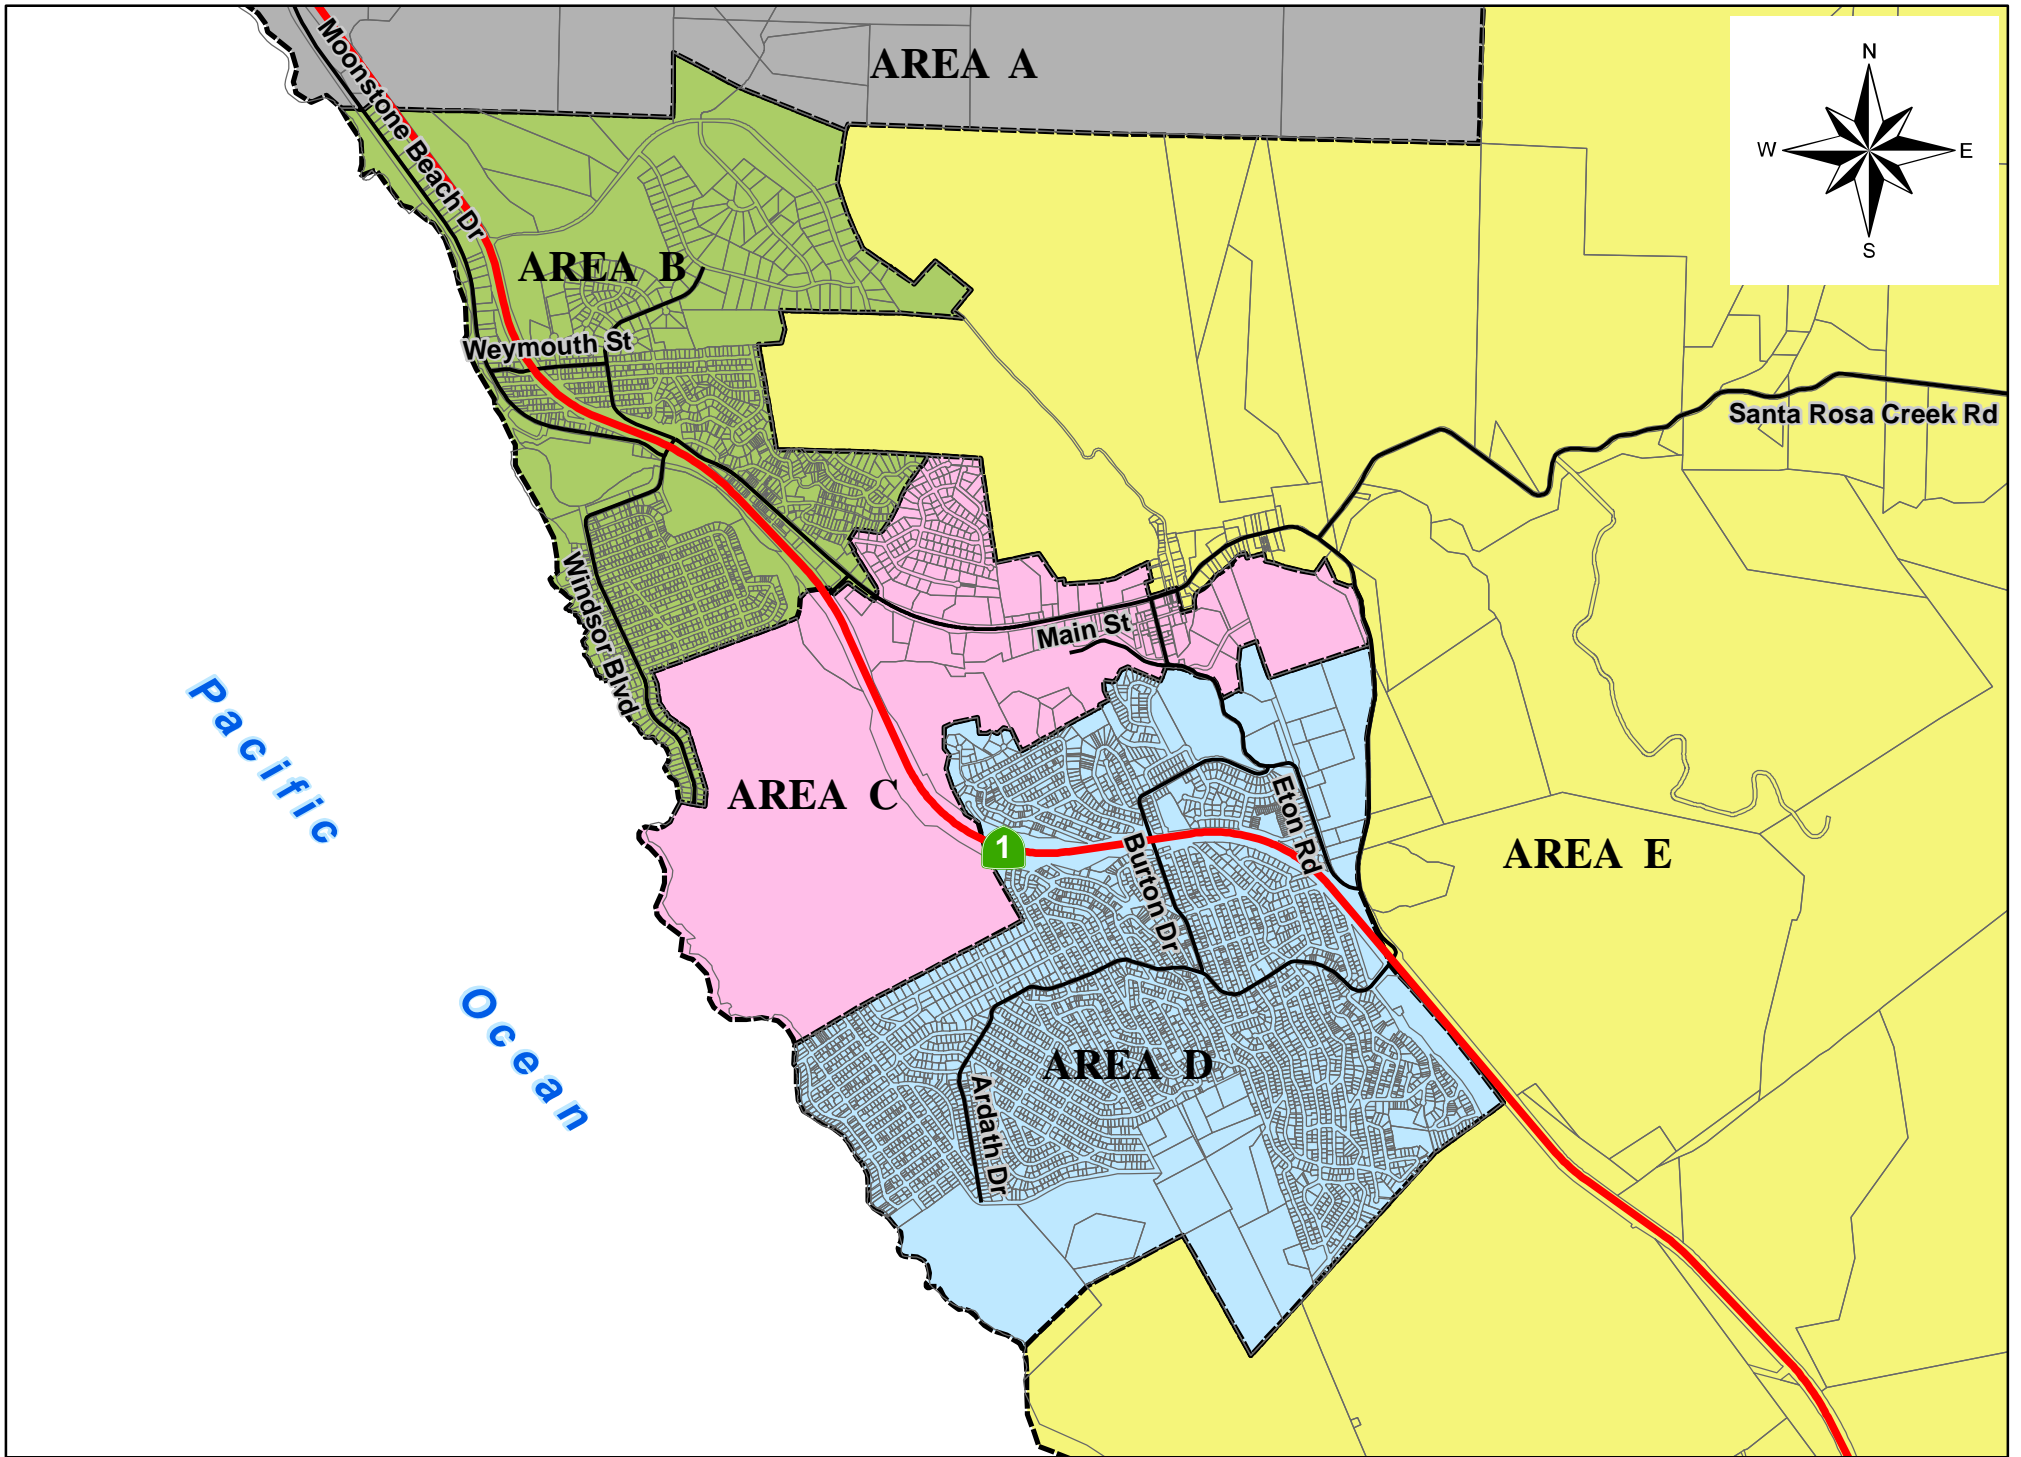 AREA A
N
W E
S
Moonstone Beach Dr
AREA B
Weymouth St
Santa Rosa Creek Rd
Windsor Blvd
Main St
Pacific
Ocean
AREA C
1
Eton Rd
Burton Dr
AREA E
AREA D
Ardath Dr